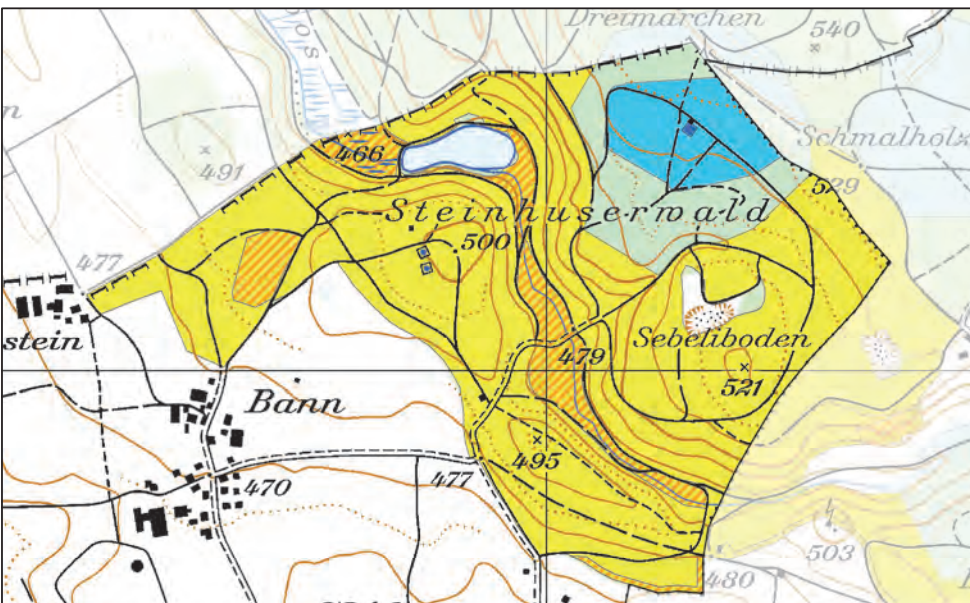 Dreimarchen
540
os
n
Schmalholz
466
491
529
Steinhuserwald
500
477
stein
Sebeliboden
479
521
Bann
495
477
470
503
480